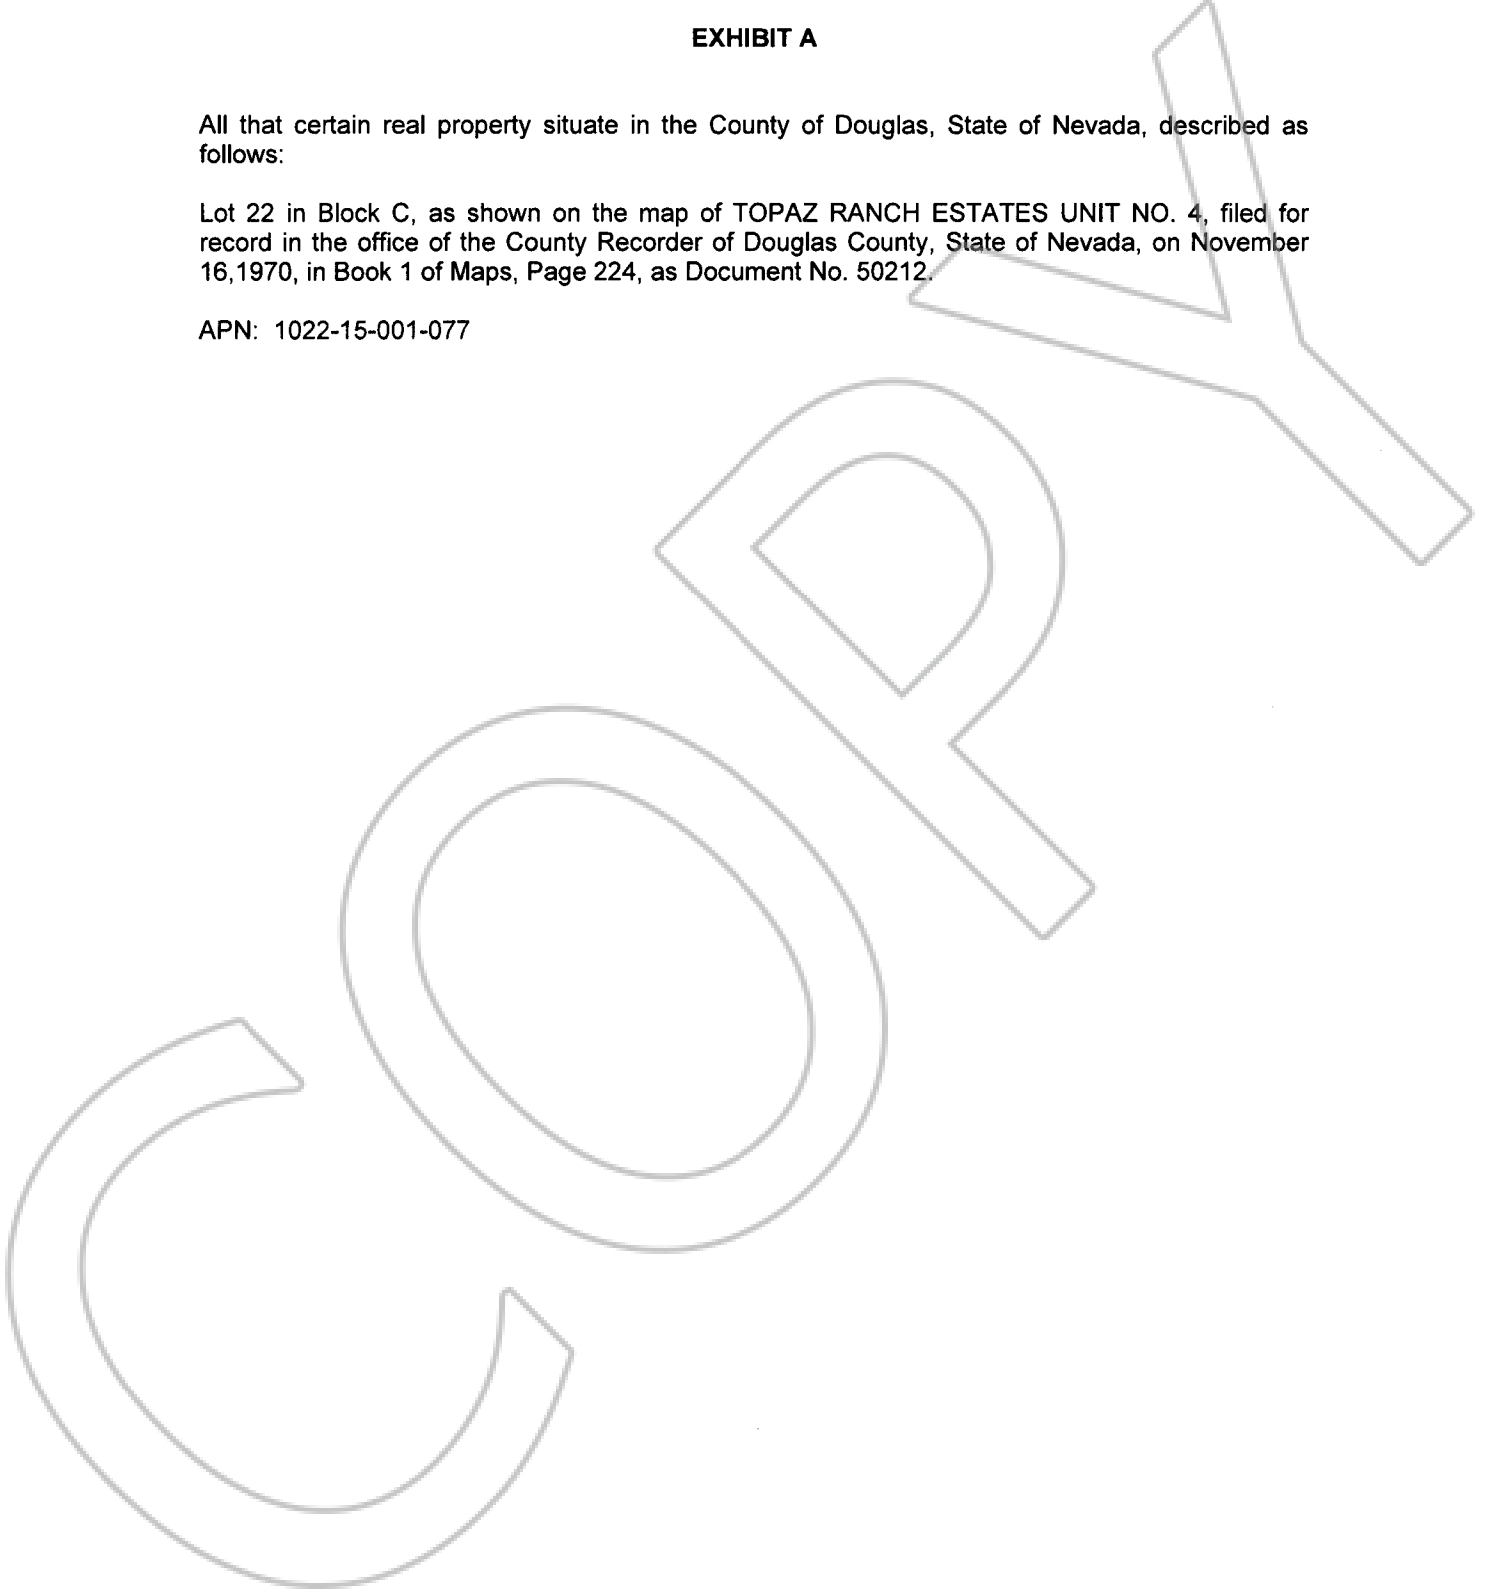 EXHIBIT A
All that certain real property situate in the County of Douglas, State of Nevada, described as
follows:
Lot 22 in Block C, as shown on the map of TOPAZ RANCH ESTATES UNIT NO. 4, filed for
record in the office of the County Recorder of Douglas County, State of Nevada, on November
16,1970, in Book 1 of Maps, Page 224, as Document No. 50212.
APN: 1022-15-001-077
COPY